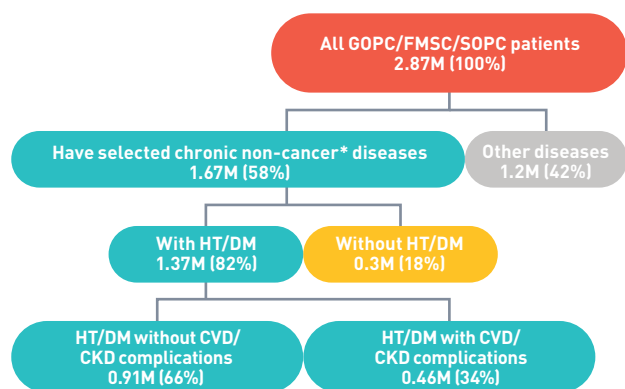 All GOPC/FMSC/SOPC patients
2.87M (100%)
Have selected chronic non-cancer* diseases
1.67M (58%)
Other diseases
1.2M (42%)
With HT/DM
1.37M (82%)
Without HT/DM
0.3M (18%)
HT/DM without CVD/
CKD complications
0.91M (66%)
HT/DM with CVD/
CKD complications
0.46M (34%)